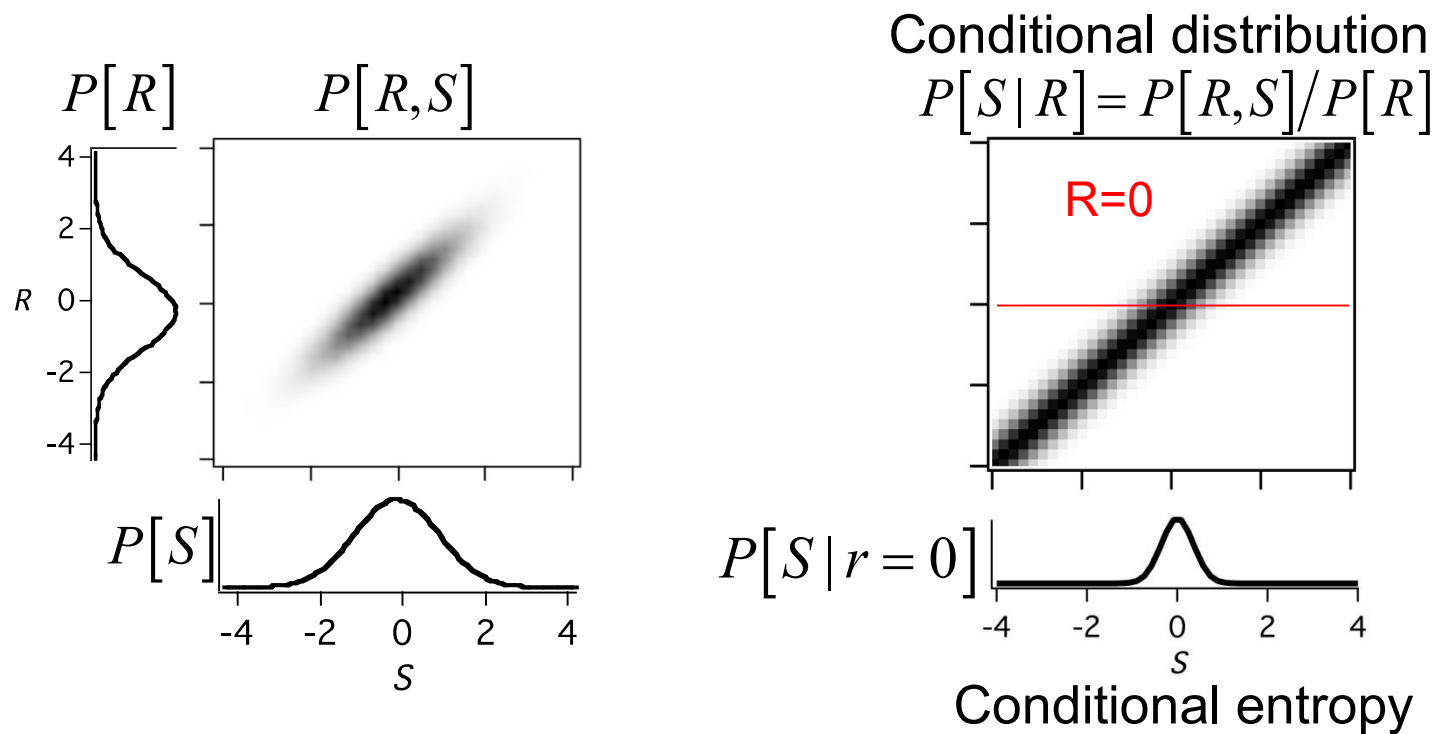 Conditional distribution
P[R] P[R,S] P[S|R]=P[R,S]/P[R]
R=0
4
2
R 0
-2
-4
P[S]
-4 -2 0 2 4
S
P[S|r=0]
-4 -2 0 2 4
S
Conditional entropy